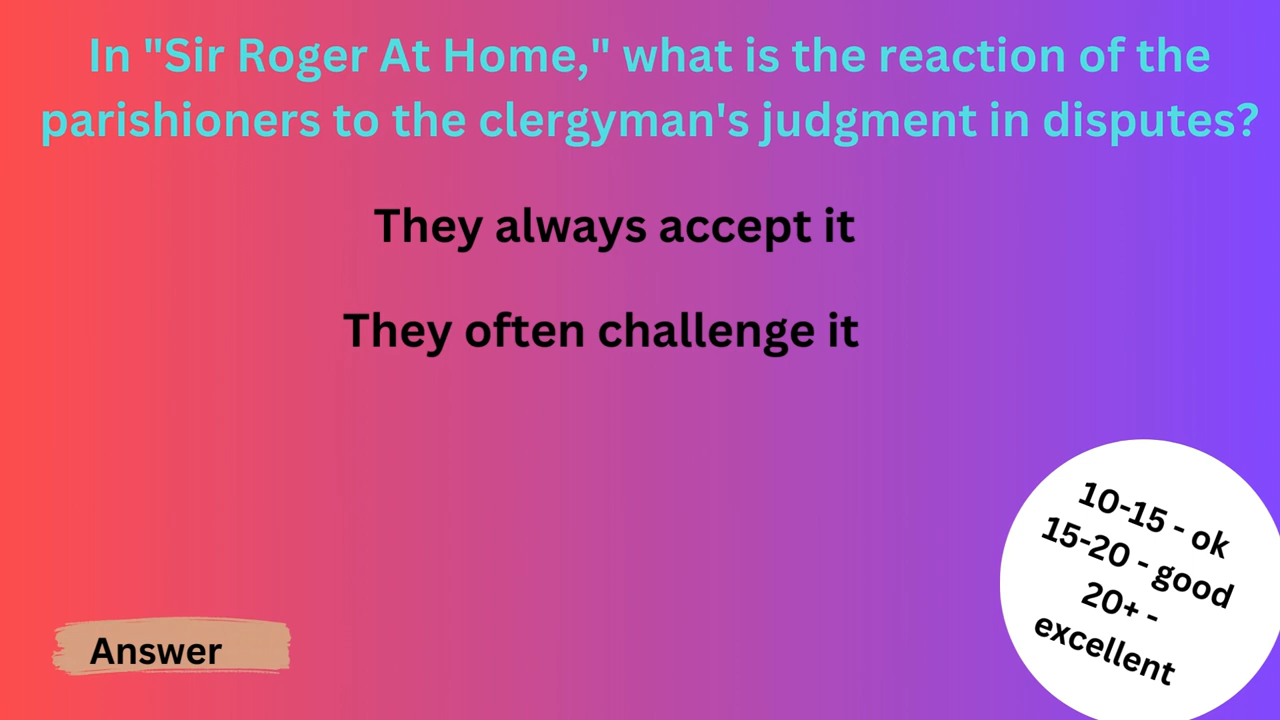 In "Sir Roger At Home," what is the reaction of the
parishioners to the clergyman's judgment in disputes?
They always accept it
They often challenge it
10-15 - ok
15-20 - good
20+ -
excellent
Answer